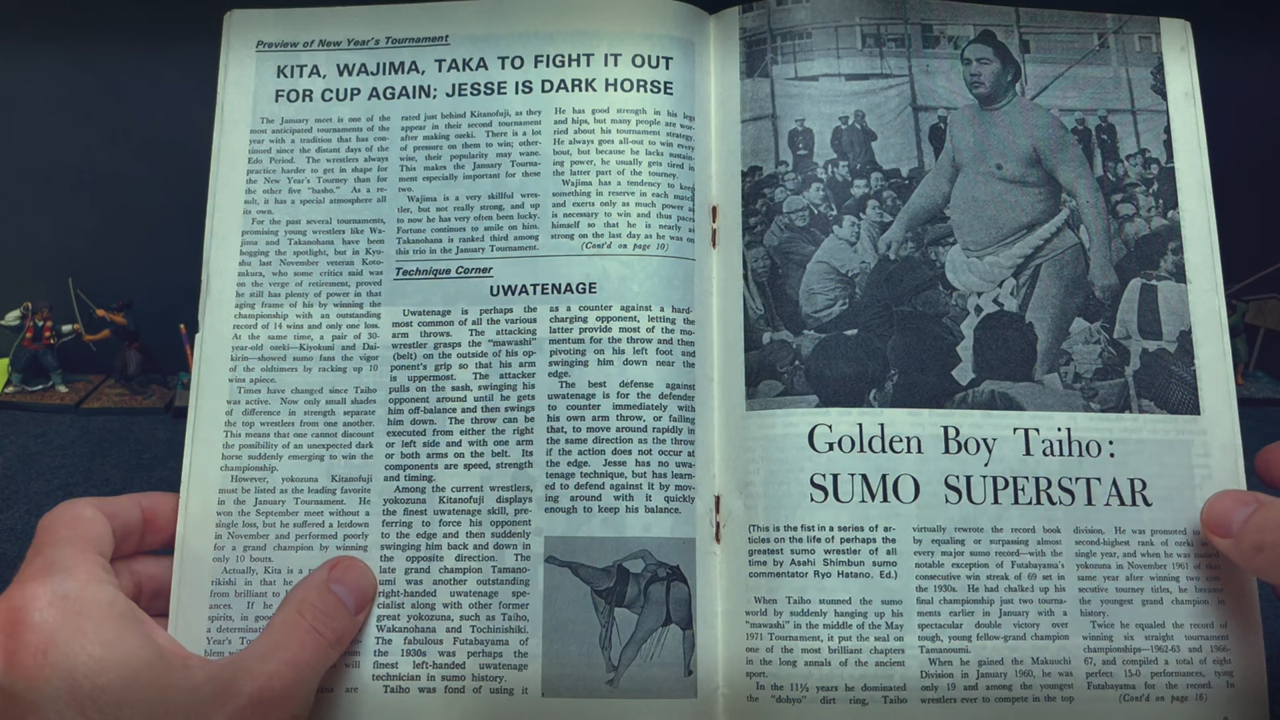 Preview of New Year's Tournament
KITA, WAJIMA, TAKA TO FIGHT IT OUT
FOR CUP AGAIN; JESSE IS DARK HORSE
The January meet is one of the
most anticipated tournaments of the
year with a tradition that has con-
tinued since the distant days of the
Edo Period. The wrestlers always
practice harder to get in shape for
the New Year's Tourney than for
the other five "basho." As a re-
sult, it has a special atmosphere all
its own.
For the past several tournaments,
promising young wrestlers like Wa-
jima and Takanohana have been
hogging the spotlight, but in Kyu-
shu last November veteran Koto-
zakura, who some critics said was
on the verge of retirement, proved
he still has plenty of power in that
aging frame of his by winning the
championship with an outstanding
record of 14 wins and only one loss.
At the same time, a pair of 30-
year-old ozeki—Kiyokuni and Dai-
kirin—showed sumo fans the vigor
of the oldtimers by racking up 10
wins apiece.
Times have changed since Taiho
was active. Now only small shades
of difference in strength separate
the top wrestlers from one another.
This means that one cannot discount
the possibility of an unexpected dark
horse suddenly emerging to win the
championship.
However, yokozuna Kitanofuji
must be listed as the leading favorite
in the January Tournament. He
won the September meet without a
single loss, but he suffered a letdown
in November and performed poorly
for a grand champion by winning
only 10 bouts.
Actually, Kita is a
rikishi in that he
from brilliant to
ances. If he
spirits, in good
a determinati
Year's To
blem wi
from
will
are
rated just behind Kitanofuji, as they
appear in their second tournament
after making ozeki. There is a lot
of pressure on them to win; other-
wise, their popularity may wane.
This makes the January Tourna-
ment especially important for these
two.
Wajima is a very skillful wres-
tler, but not really strong, and up
to now he has very often been lucky.
Fortune continues to smile on him.
Takanohana is ranked third among
this trio in the January Tournament.
He has good strength in his legs
and hips, but many people are wor-
ried about his tournament strategy.
He always goes all-out to win every
bout, but because he lacks sustain-
ing power, he usually gets tired in
the latter part of the tourney.
Wajima has a tendency to keep
something in reserve in each match
and exerts only as much power as
is necessary to win and thus paces
himself so that he is nearly as
strong on the last day as he was on
(Cont'd on page 10)
Technique Corner
UWATENAGE
Uwatenage is perhaps the
most common of all the various
arm throws. The attacking
wrestler grasps the "mawashi"
(belt) on the outside of his op-
ponent's grip so that his arm
is uppermost. The attacker
pulls on the sash, swinging his
opponent around until he gets
him off-balance and then swings
him down. The throw can be
executed from either the right
or left side and with one arm
or both arms on the belt. Its
components are speed, strength
and timing.
Among the current wrestlers,
yokozuna Kitanofuji displays
the finest uwatenage skill, pre-
ferring to force his opponent
to the edge and then suddenly
swinging him back and down in
the opposite direction. The
late grand champion Tamano-
umi was another outstanding
right-handed uwatenage spe-
cialist along with other former
great yokozuna, such as Taiho,
Wakanohana and Tochinishiki.
The fabulous Futabayama of
the 1930s was perhaps the
finest left-handed uwatenage
technician in sumo history.
Taiho was fond of using it
as a counter against a hard-
charging opponent, letting the
latter provide most of the mo-
mentum for the throw and then
pivoting on his left foot and
swinging him down near the
edge.
The best defense against
uwatenage is for the defender
to counter immediately with
his own arm throw, or failing
that, to move around rapidly in
the same direction as the throw
if the action does not occur at
the edge. Jesse has no uwa-
tenage technique, but has learn-
ed to defend against it by mov-
ing around with it quickly
enough to keep his balance.
Golden Boy Taiho:
SUMO SUPERSTAR
(This is the fist in a series of ar-
ticles on the life of perhaps the
greatest sumo wrestler of all
time by Asahi Shimbun sumo
commentator Ryo Hatano. Ed.)
When Taiho stunned the sumo
world by suddenly hanging up his
"mawashi" in the middle of the May
1971 Tournament, it put the seal on
one of the most brilliant chapters
in the long annals of the ancient
sport.
In the 11½ years he dominated
the "dohyo" dirt ring, Taiho
virtually rewrote the record book
by equaling or surpassing almost
every major sumo record—with the
notable exception of Futabayama's
consecutive win streak of 69 set in
the 1930s. He had chalked up his
final championship just two tourna-
ments earlier in January with a
spectacular double victory over
tough, young fellow-grand champion
Tamanoumi.
When he gained the Makuuchi
Division in January 1960, he was
only 19 and among the youngest
wrestlers ever to compete in the top
division. He was promoted to
second-highest rank of ozeki in
single year, and when he was named
yokozuna in November 1961 of that
same year after winning two con-
secutive tourney titles, he became
the youngest grand champion in
history.
Twice he equaled the record of
winning six straight tournament
championships—1962-63 and 1966-
67, and compiled a total of eight
perfect 15-0 performances, tying
Futabayama for the record. In
(Cont'd on page 16)